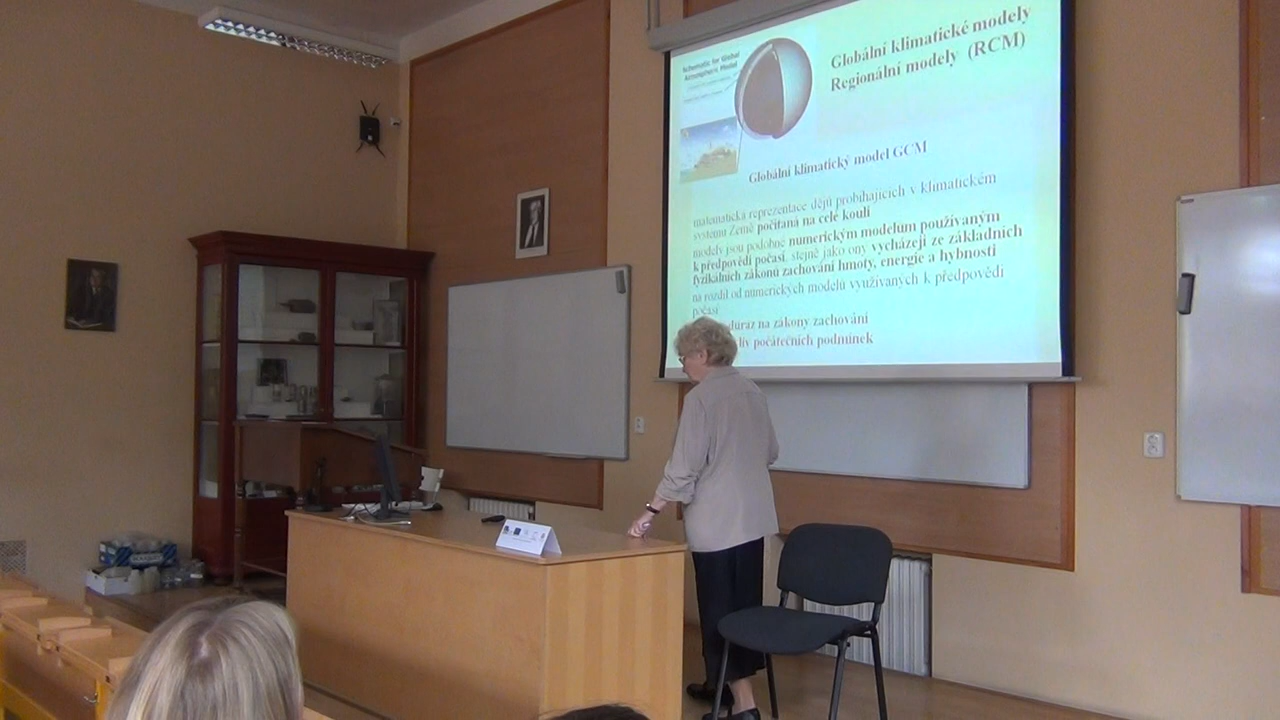 Globální klimatické modely
Regionální modely (RCM)
Schematic for Global
Atmospheric Model
Globální klimatický model GCM
matematická reprezentace dějů probíhajících v klimatickém
systému Země počítaná na celé kouli
modely jsou podobné numerickým modelům používaným
k předpovědi počasí, stejně jako ony vycházejí ze základních
fyzikálních zákonů zachování hmoty, energie a hybnosti
na rozdíl od numerických modelů využívaných k předpovědi
počasí
důraz na zákony zachování
liv počátečních podmínek